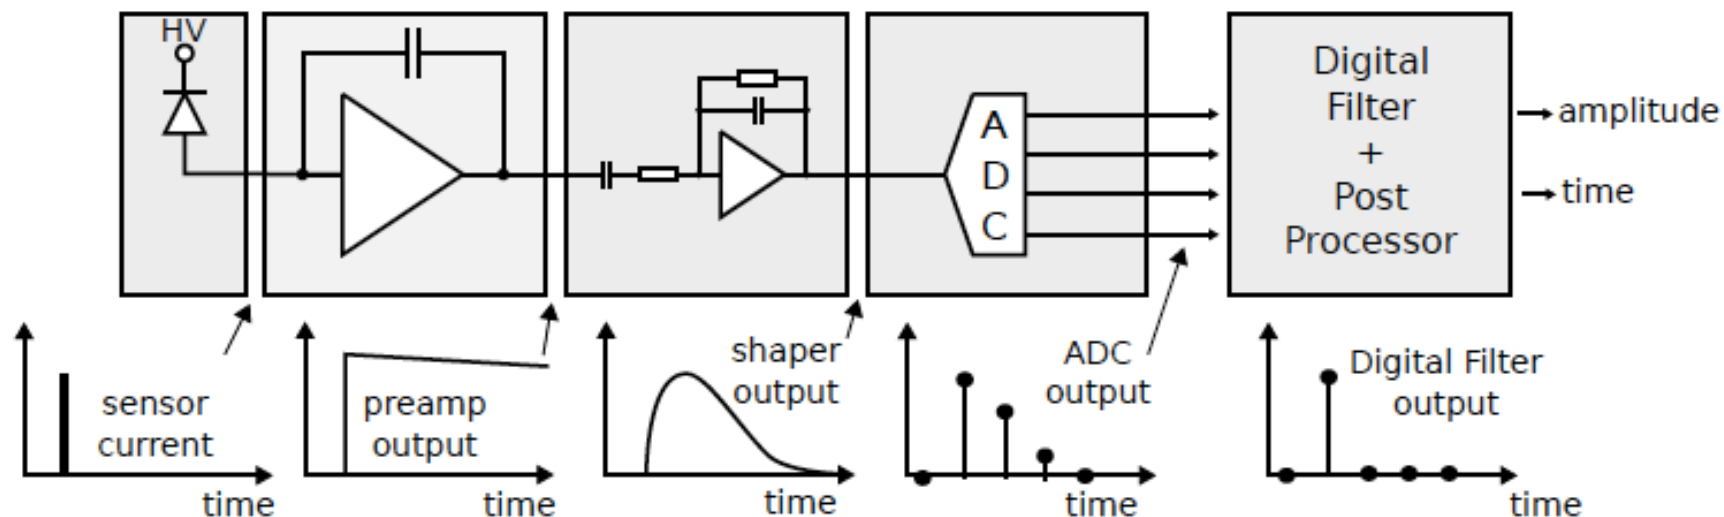 HV
A
D
C
Digital
Filter
+
Post
Processor
amplitude
time
sensor
current
time
preamp
output
time
shaper
output
time
ADC
output
time
Digital Filter
output
time